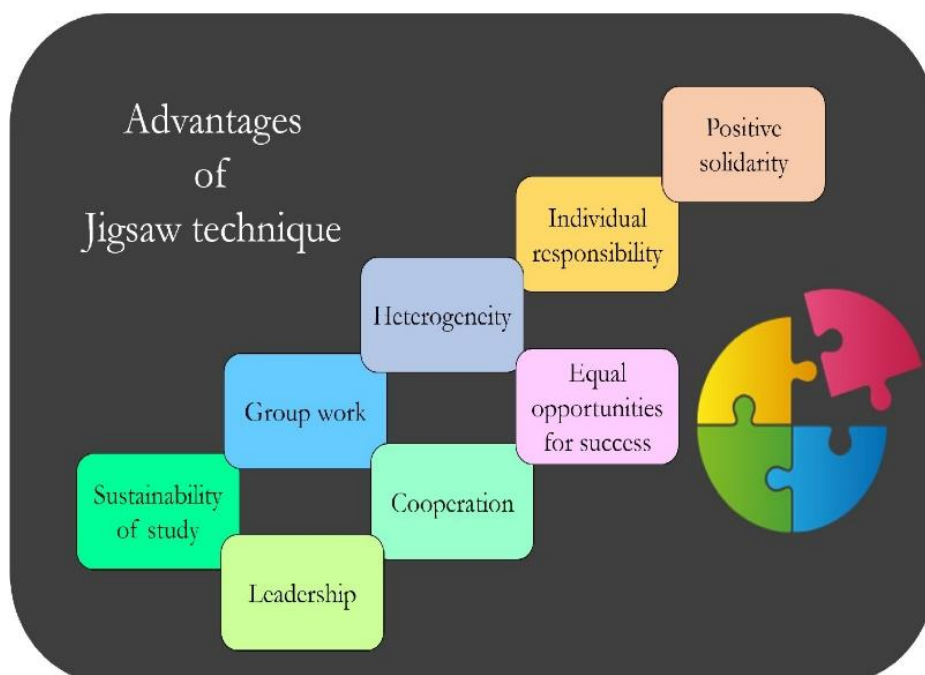 Advantages
of
Jigsaw technique
Positive
solidarity
Individual
responsibility
Heterogeneity
Equal
opportunities
for success
Group work
Cooperation
Sustainability
of study
Leadership